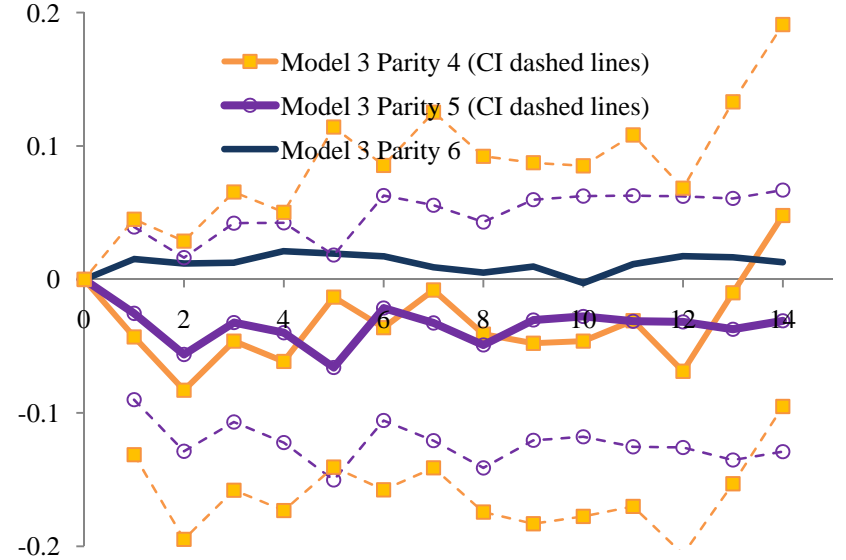 0.2
Model 3 Parity 4 (CI dashed lines)
Model 3 Parity 5 (CI dashed lines)
0.1
Model 3 Parity 6
0
0 2 4 6 8 10 12 14
-0.1
-0.2